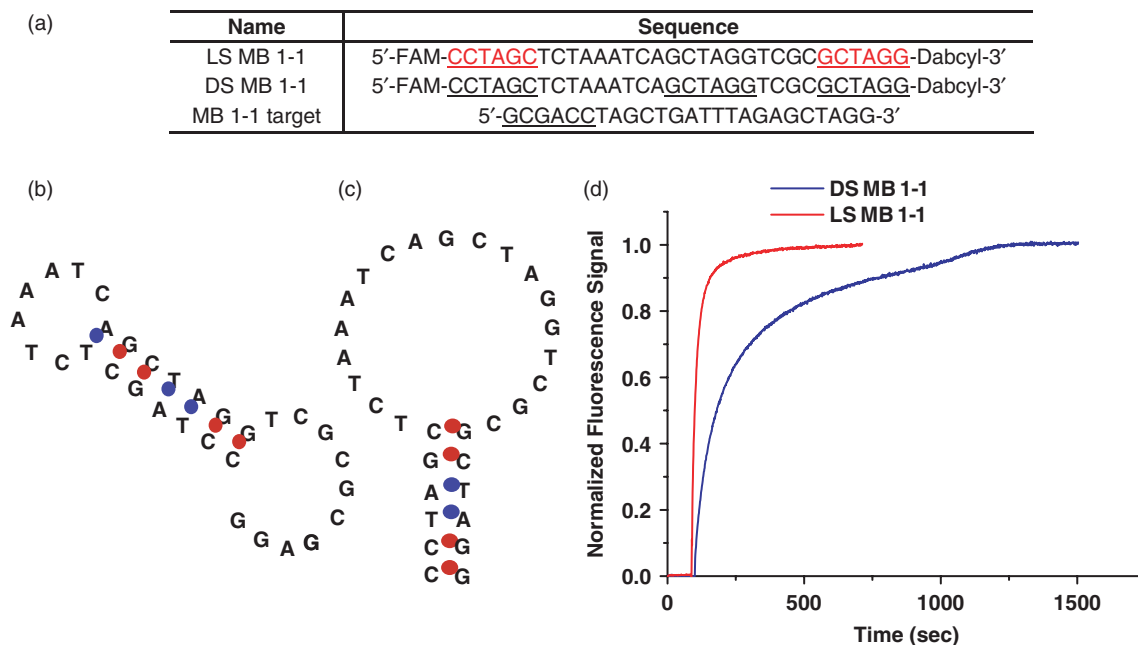 (a)
Name Sequence
LS MB 1-1 5′-FAM-CCTAGCTCTAAATCAGCTAGGTCGCGCTAGG-Dabcyl-3′
DS MB 1-1 5′-FAM-CCTAGCTCTAAATCAGCTAGGTCGCGCTAGG-Dabcyl-3′
MB 1-1 target 5′-GCGACCTAGCTGATTTAGAGCTAGG-3′
(b)
C C T A G C T C T A A A T C A G C T A G G T C G C G C G A G G
(c)
C C T A G C T C T A A A T C A G C T A G G T C G C G C T A G G
(d)
DS MB 1-1
LS MB 1-1
Normalized Fluorescence Signal
1.0
0.8
0.6
0.4
0.2
0.0
0 500 1000 1500
Time (sec)